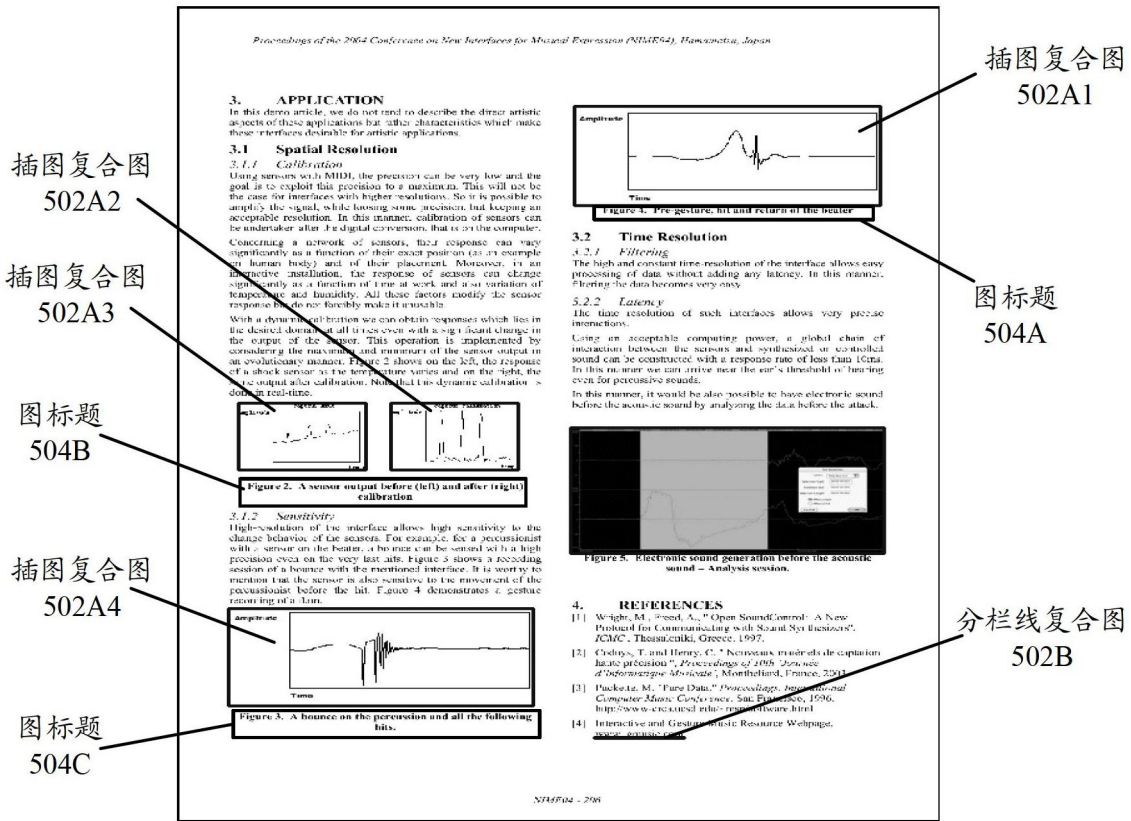 Proceedings of the 2004 Conference on New Interfaces for Musical Expression (NIME04), Hamamatsu, Japan
3. APPLICATION
In this demo article, we do not tend to describe the direct artistic
aspects of these applications but rather characteristics which make
these interfaces desirable for artistic applications.
3.1 Spatial Resolution
3.1.1 Calibration
Using sensors with MIDI, the precision can be very low and the
goal is to exploit this precision to a maximum. This will not be
the case for interfaces with higher resolutions. So it is possible to
amplify the signal, while loosing some precision, but keeping an
acceptable resolution. In this manner, calibration of sensors can
be undertaken after the digital conversion, that is on the computer.
Concerning a network of sensors, their response can vary
significantly as a function of their exact position (as an example
on human body) and of their placement. Moreover, in an
interactive installation, the response of sensors can change
significantly as a function of time at work and also variation of
temperature and humidity. All these factors modify the sensor
response but do not forcibly make it unusable.
With a dynamic calibration we can obtain responses which lies in
the desired domain at all times even with a significant change in
the output of the sensor. This operation is implemented by
considering the maximum and minimum of the sensor output in
an evolutionary manner. Figure 2 shows on the left, the response
of a shock sensor as the temperature varies and on the right, the
same output after calibration. Note that this dynamic calibration is
done in real-time.
Figure 2. A sensor output before (left) and after (right)
calibration
3.1.2 Sensitivity
High-resolution of the interface allows high sensitivity to the
change behavior of the sensors. For example, for a percussionist
with a sensor on the beater, a bounce can be sensed with a high
precision even on the very last hits. Figure 3 shows a recording
session of a bounce with the mentioned interface. It is worthy to
mention that the sensor is also sensitive to the movement of the
percussionist before the hit. Figure 4 demonstrates a gesture
recording of a slam.
Amplitude
Time
Figure 3. A bounce on the percussion and all the following
hits.
Amplitude
Time
Figure 4. Pre-gesture, hit and return of the beater
3.2 Time Resolution
3.2.1 Filtering
The high and constant time-resolution of the interface allows easy
processing of data without adding any latency. In this manner,
filtering the data becomes very easy.
3.2.2 Latency
The time resolution of such interfaces allows very precise
interactions.
Using an acceptable computing power, a global chain of
interaction between the sensors and synthesized or controlled
sound can be constructed with a response rate of less than 10ms.
In this manner we can arrive near the ear's threshold of hearing
even for percussive sounds.
In this manner, it would be also possible to have electronic sound
before the acoustic sound by analyzing the data before the attack.
Figure 5. Electronic sound generation before the acoustic
sound – Analysis session.
4. REFERENCES
[1] Wright, M., Freed, A., "Open SoundControl: A New
Protocol for Communicating with Sound Synthesizers".
ICMC, Thessaloniki, Greece, 1997.
[2] T. and Henry, C. "Nouveaux matériels de captation
haute précision", Proceedings of 10th Journée
d'Informatique Musicale, Montbeliard, France, 2003
[3] Puckette, M. "Pure Data." Proceedings, International
Computer Music Conference. San Francisco, 1996.
[4] Interactive and Gesture Music Resource Webpage.
NIME04 - 206
插图复合图
502A1
插图复合图
502A2
插图复合图
502A3
图标题
504A
图标题
504B
插图复合图
502A4
分栏线复合图
502B
图标题
504C